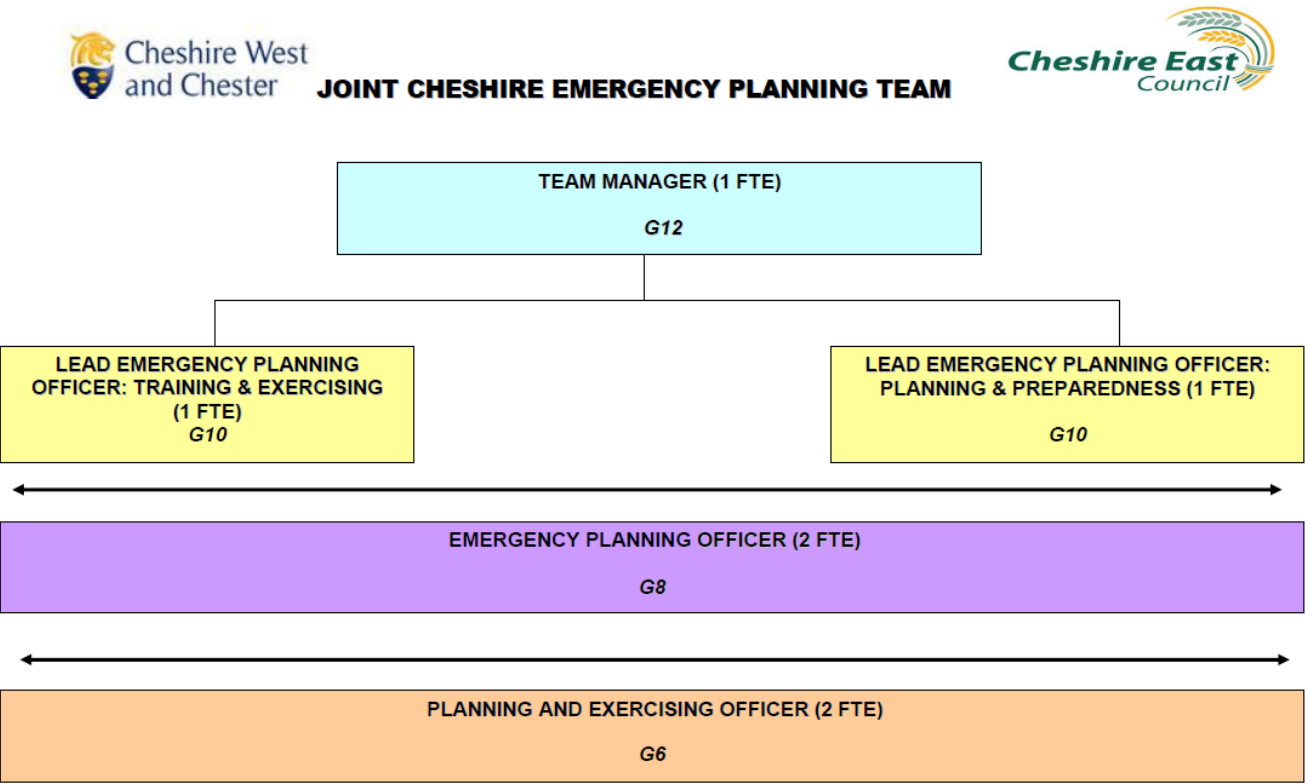 Cheshire West
and Chester
JOINT CHESHIRE EMERGENCY PLANNING TEAM
Cheshire East
Council
TEAM MANAGER (1 FTE)
G12
LEAD EMERGENCY PLANNING
OFFICER: TRAINING & EXERCISING
(1 FTE)
G10
LEAD EMERGENCY PLANNING OFFICER:
PLANNING & PREPAREDNESS (1 FTE)
G10
EMERGENCY PLANNING OFFICER (2 FTE)
G8
PLANNING AND EXERCISING OFFICER (2 FTE)
G6